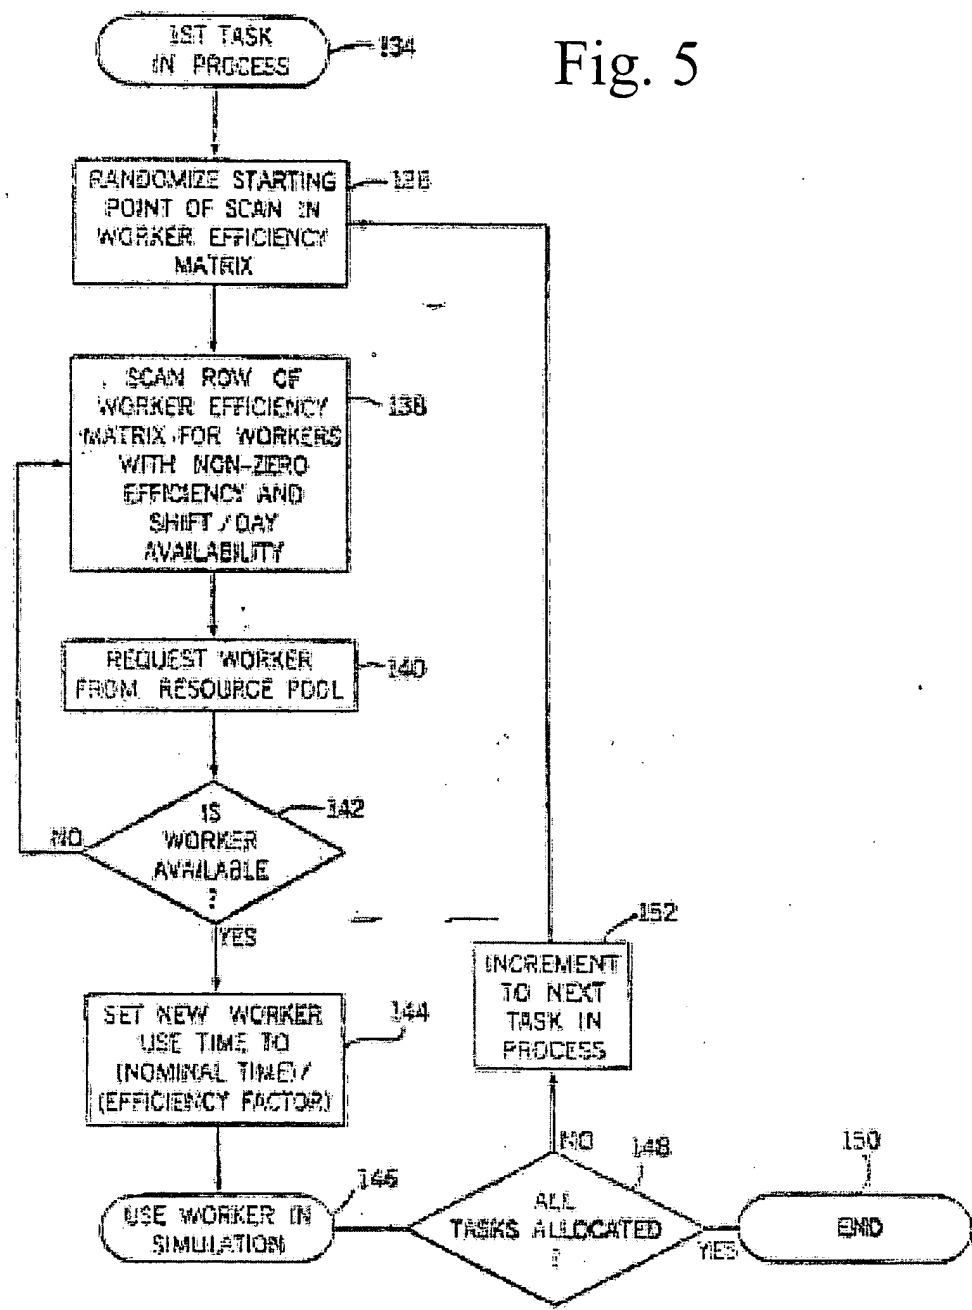 Fig. 5
1ST TASK
IN PROCESS
134
RANDOMIZE STARTING
POINT OF SCAN IN
WORKER EFFICIENCY
MATRIX
136
SCAN ROW OF
WORKER EFFICIENCY
MATRIX FOR WORKERS
WITH NON-ZERO
EFFICIENCY AND
SHIFT/DAY
AVAILABILITY
138
REQUEST WORKER
FROM RESOURCE POOL
140
IS
WORKER
AVAILABLE
?
142
NO
YES
SET NEW WORKER
USE TIME TO
(NOMINAL TIME)/
(EFFICIENCY FACTOR)
144
USE WORKER IN
SIMULATION
146
ALL
TASKS ALLOCATED
?
148
NO
YES
INCREMENT
TO NEXT
TASK IN
PROCESS
152
END
150